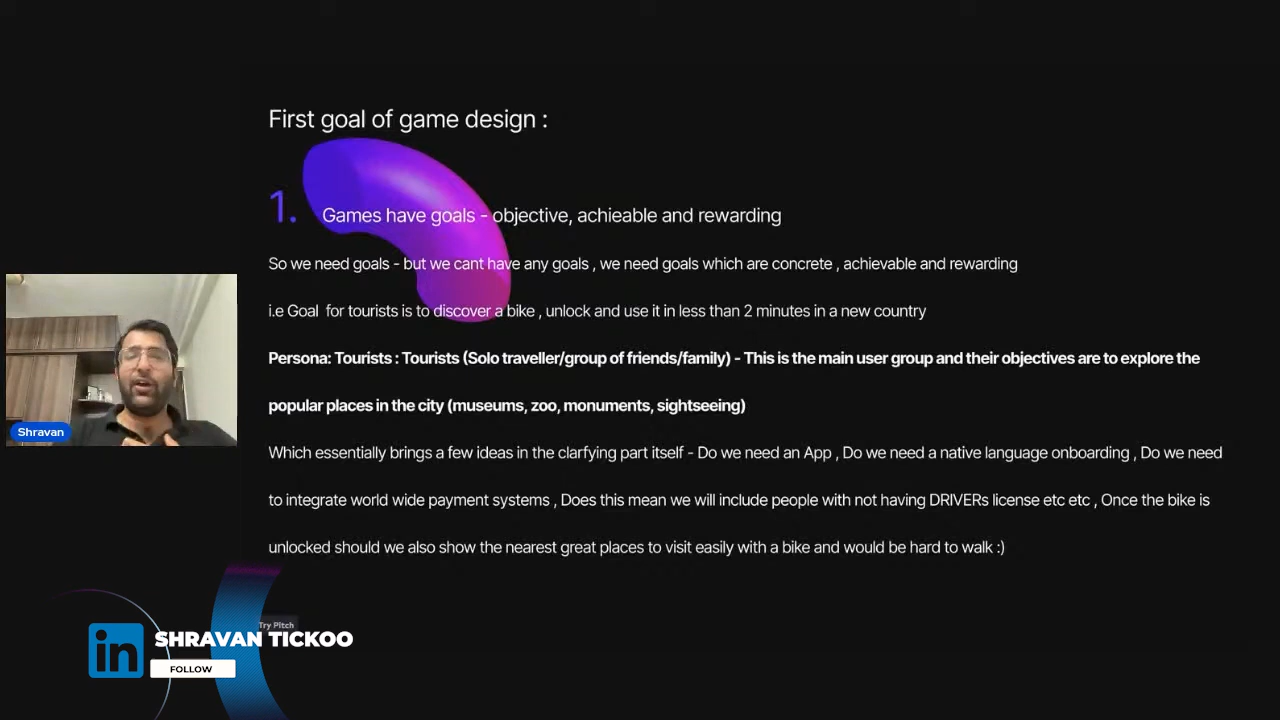 First goal of game design :
1. Games have goals - objective, achieable and rewarding
So we need goals - but we cant have any goals , we need goals which are concrete , achievable and rewarding
i.e Goal for tourists is to discover a bike , unlock and use it in less than 2 minutes in a new country
Persona: Tourists : Tourists (Solo traveller/group of friends/family) - This is the main user group and their objectives are to explore the
popular places in the city (museums, zoo, monuments, sightseeing)
Which essentially brings a few ideas in the clarfying part itself - Do we need an App , Do we need a native language onboarding , Do we need
to integrate world wide payment systems , Does this mean we will include people with not having DRIVERs license etc etc , Once the bike is
unlocked should we also show the nearest great places to visit easily with a bike and would be hard to walk :)
Shravan
Try Pitch
in SHRAVAN TICKOO
FOLLOW